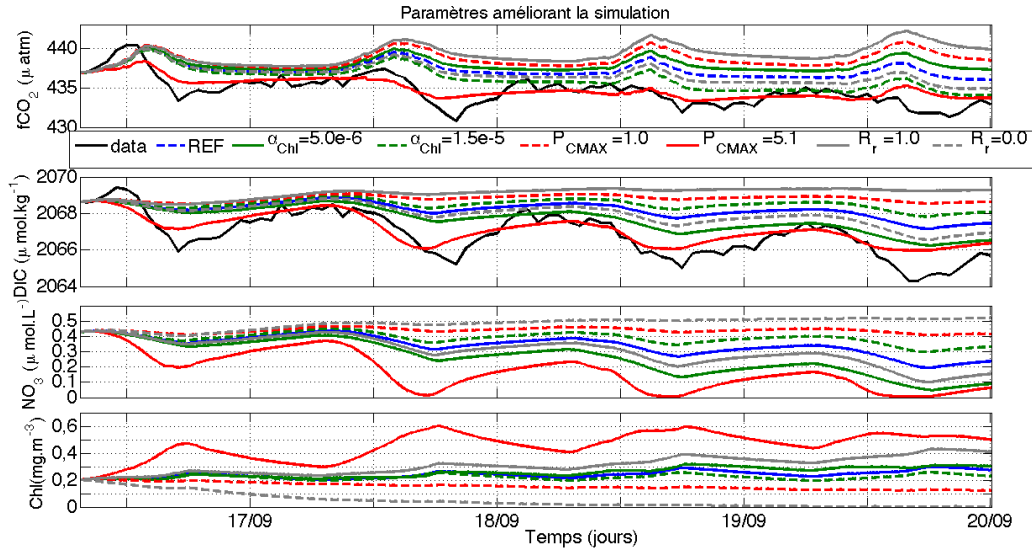 Paramètres améliorant la simulation
fCO2 (μ atm)
440
435
430
data REF αChl=5.0e-6 αChl=1.5e-5 PCMAX=1.0 PCMAX=5.1 Rr=1.0 Rr=0.0
DIC (μ mol.kg-1)
2070
2068
2066
2064
NO3 (μ mol.L-)
0.5
0.4
0.3
0.2
0.1
0
Chl(mg.m-3)
0,6
0,4
0,2
0
17/09 18/09 19/09 20/09
Temps (jours)